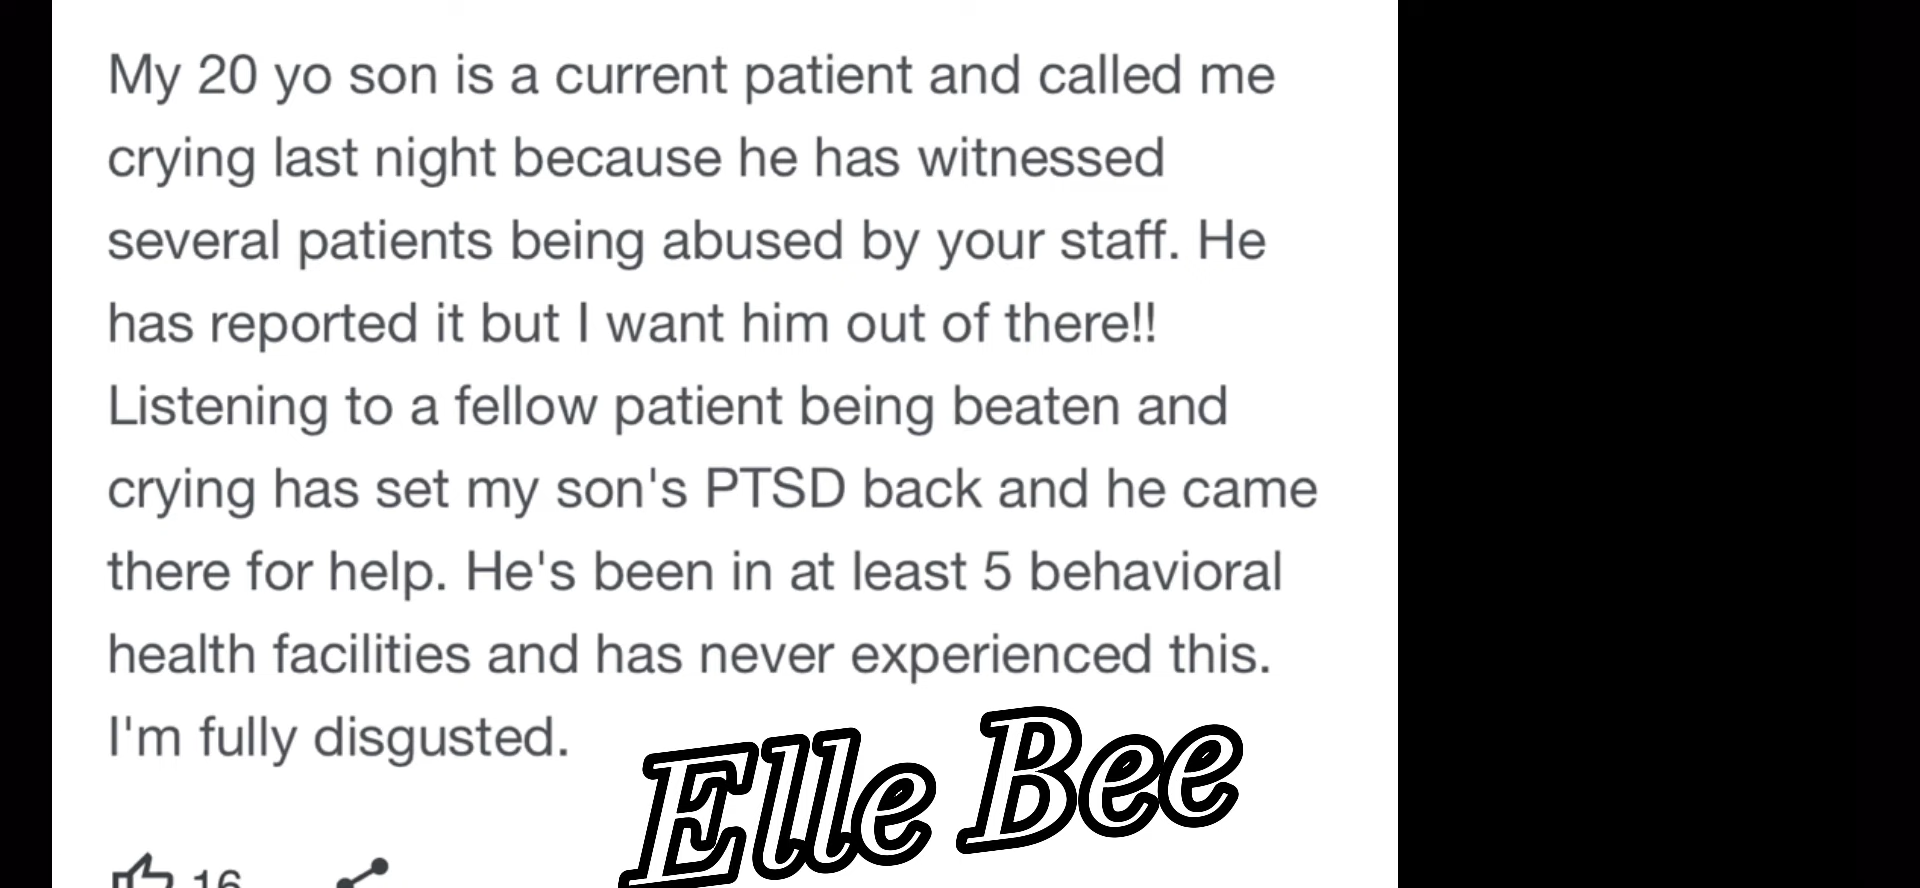 My 20 yo son is a current patient and called me
crying last night because he has witnessed
several patients being abused by your staff. He
has reported it but I want him out of there!!
Listening to a fellow patient being beaten and
crying has set my son's PTSD back and he came
there for help. He's been in at least 5 behavioral
health facilities and has never experienced this.
I'm fully disgusted.
Elle Bee
16